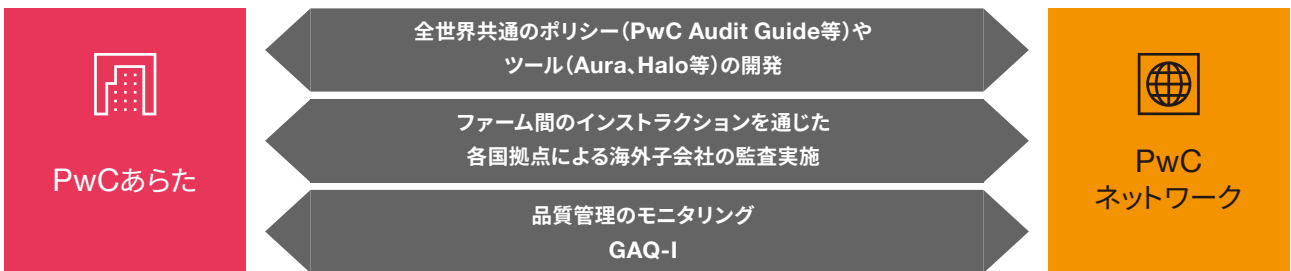 PwCあらた
全世界共通のポリシー（PwC Audit Guide等）や
ツール（Aura、Halo等）の開発
ファーム間のインストラクションを通じた
各国拠点による海外子会社の監査実施
品質管理のモニタリング
GAQ-I
PwC
ネットワーク